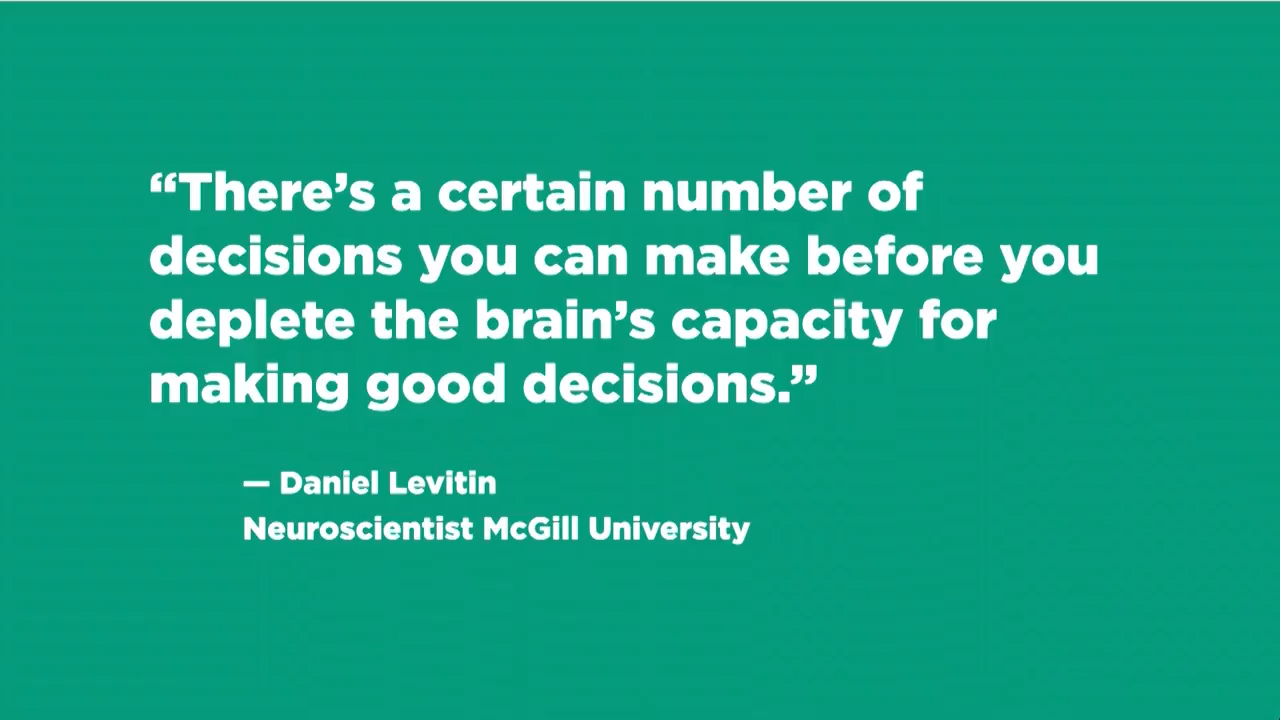 “There’s a certain number of
decisions you can make before you
deplete the brain’s capacity for
making good decisions.”
— Daniel Levitin
Neuroscientist McGill University